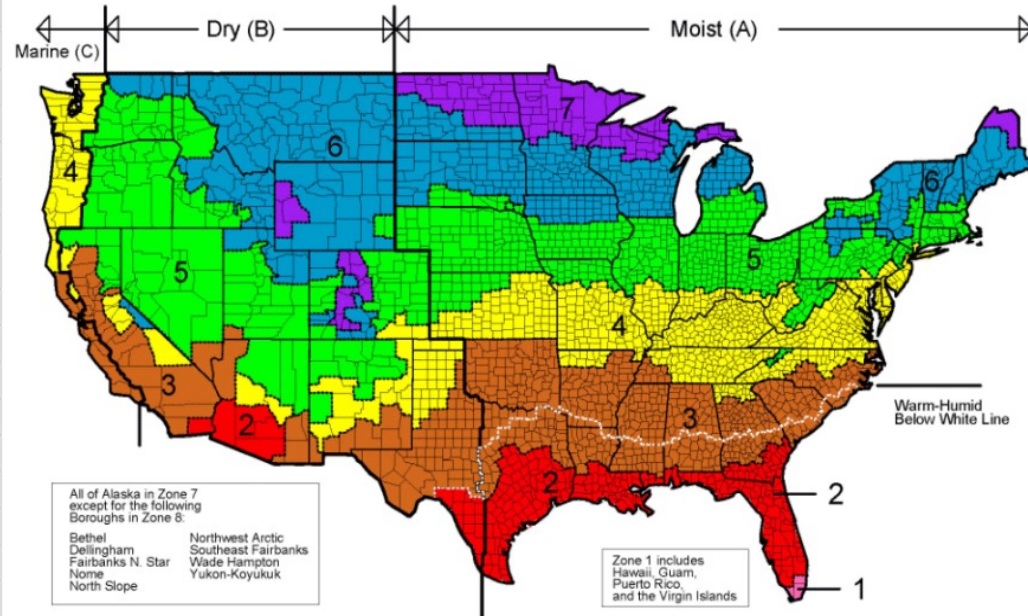 Marine (C)
Dry (B)
Moist (A)
7
6
4
6
5
5
4
3
3
2
2
Warm-Humid
Below White Line
2
1
All of Alaska in Zone 7
except for the following
Boroughs in Zone 8:
Bethel
Dellingham
Fairbanks N. Star
Nome
North Slope
Northwest Arctic
Southeast Fairbanks
Wade Hampton
Yukon-Koyukuk
Zone 1 includes
Hawaii, Guam,
Puerto Rico,
and the Virgin Islands